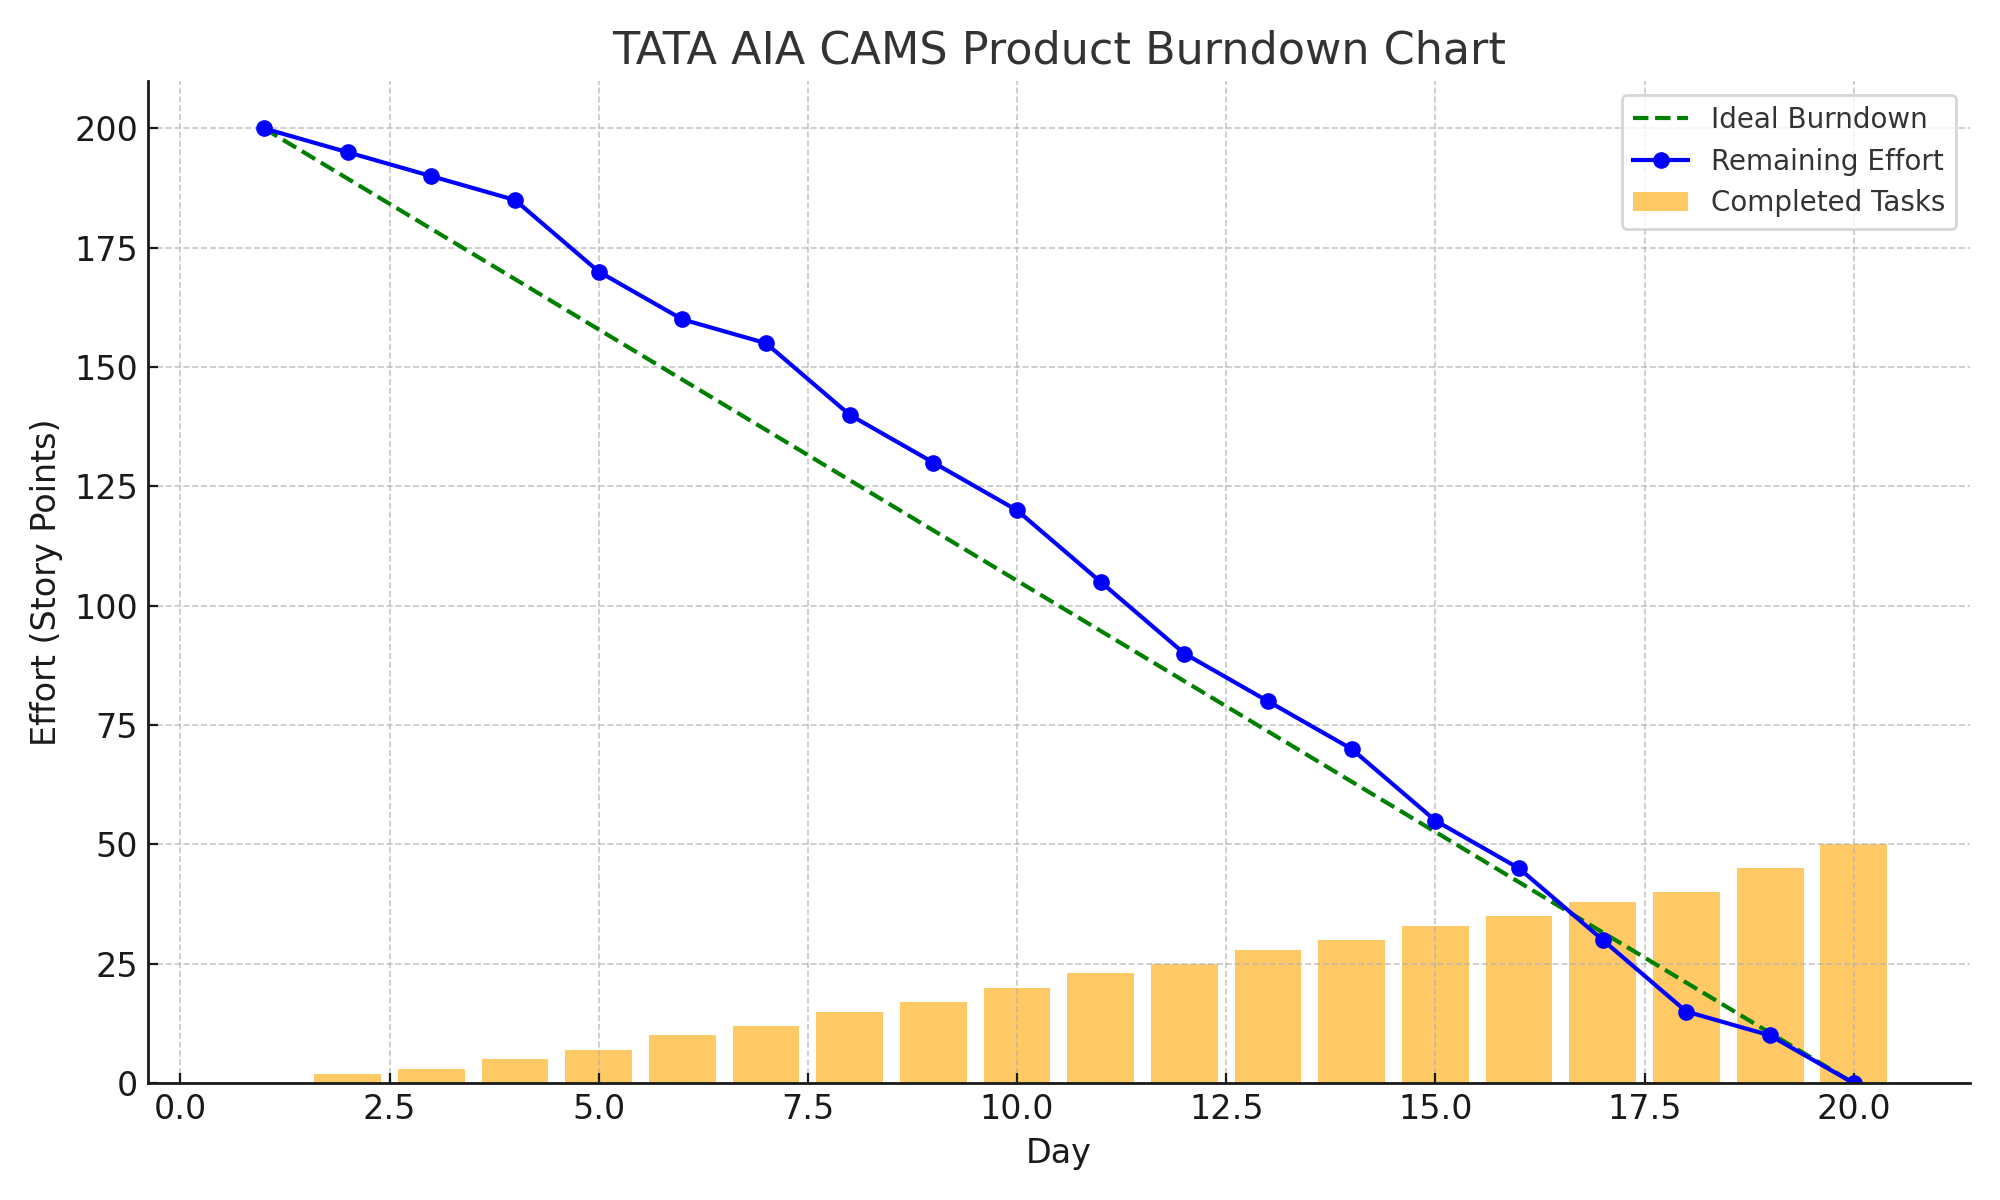 TATA AIA CAMS Product Burndown Chart
Ideal Burndown
Remaining Effort
Completed Tasks
Effort (Story Points)
200
175
150
125
100
75
50
25
0
0.0 2.5 5.0 7.5 10.0 12.5 15.0 17.5 20.0
Day